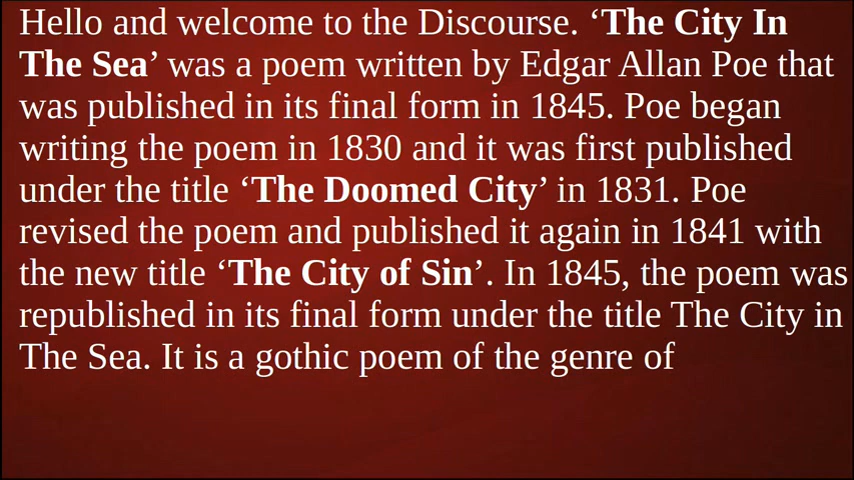 Hello and welcome to the Discourse. ‘The City In
The Sea’ was a poem written by Edgar Allan Poe that
was published in its final form in 1845. Poe began
writing the poem in 1830 and it was first published
under the title ‘The Doomed City’ in 1831. Poe
revised the poem and published it again in 1841 with
the new title ‘The City of Sin’. In 1845, the poem was
republished in its final form under the title The City in
The Sea. It is a gothic poem of the genre of